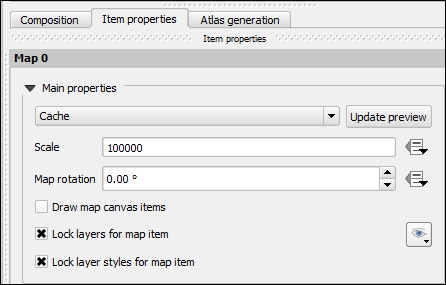 Composition Item properties Atlas generation
Item properties
Map 0
Main properties
Cache Update preview
Scale 100000
Map rotation 0.00 °
Draw map canvas items
Lock layers for map item
Lock layer styles for map item